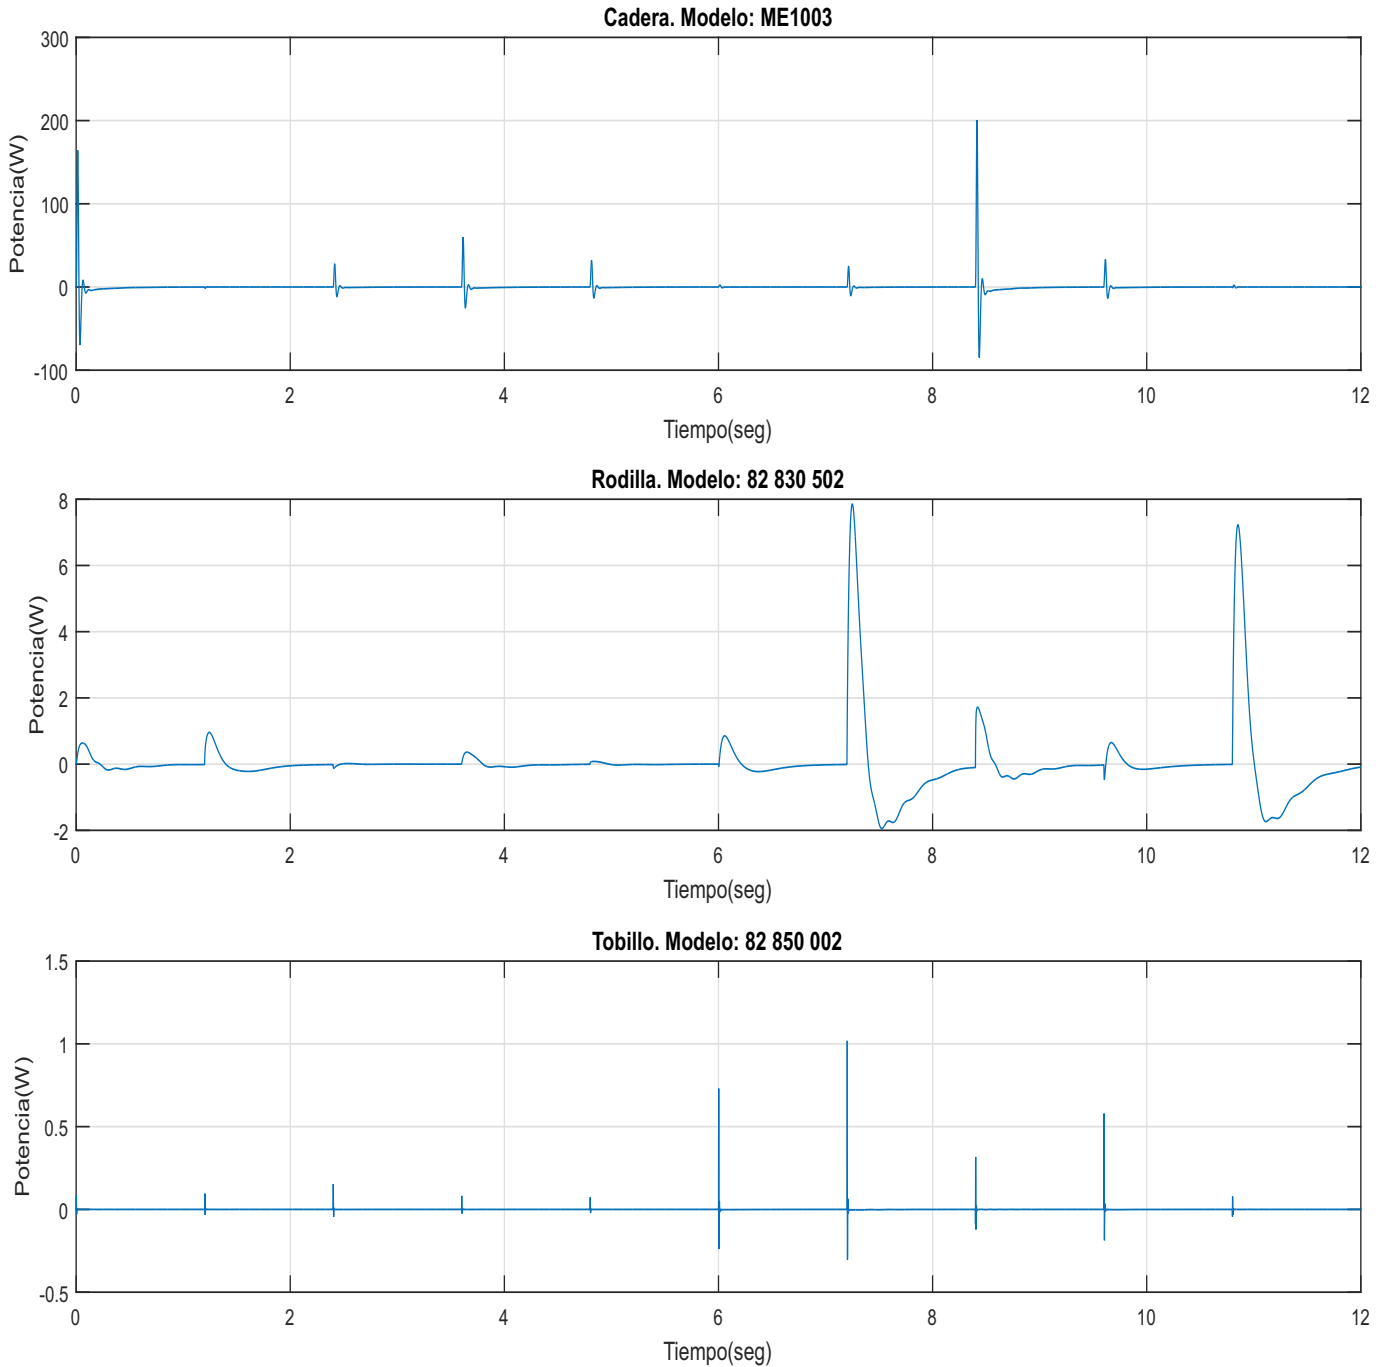 Cadera. Modelo: ME1003
300
200
100
0
-100
Potencia(W)
0 2 4 6 8 10 12
Tiempo(seg)
Rodilla. Modelo: 82 830 502
8
6
4
2
0
-2
Potencia(W)
0 2 4 6 8 10 12
Tiempo(seg)
Tobillo. Modelo: 82 850 002
1.5
1
0.5
0
-0.5
Potencia(W)
0 2 4 6 8 10 12
Tiempo(seg)